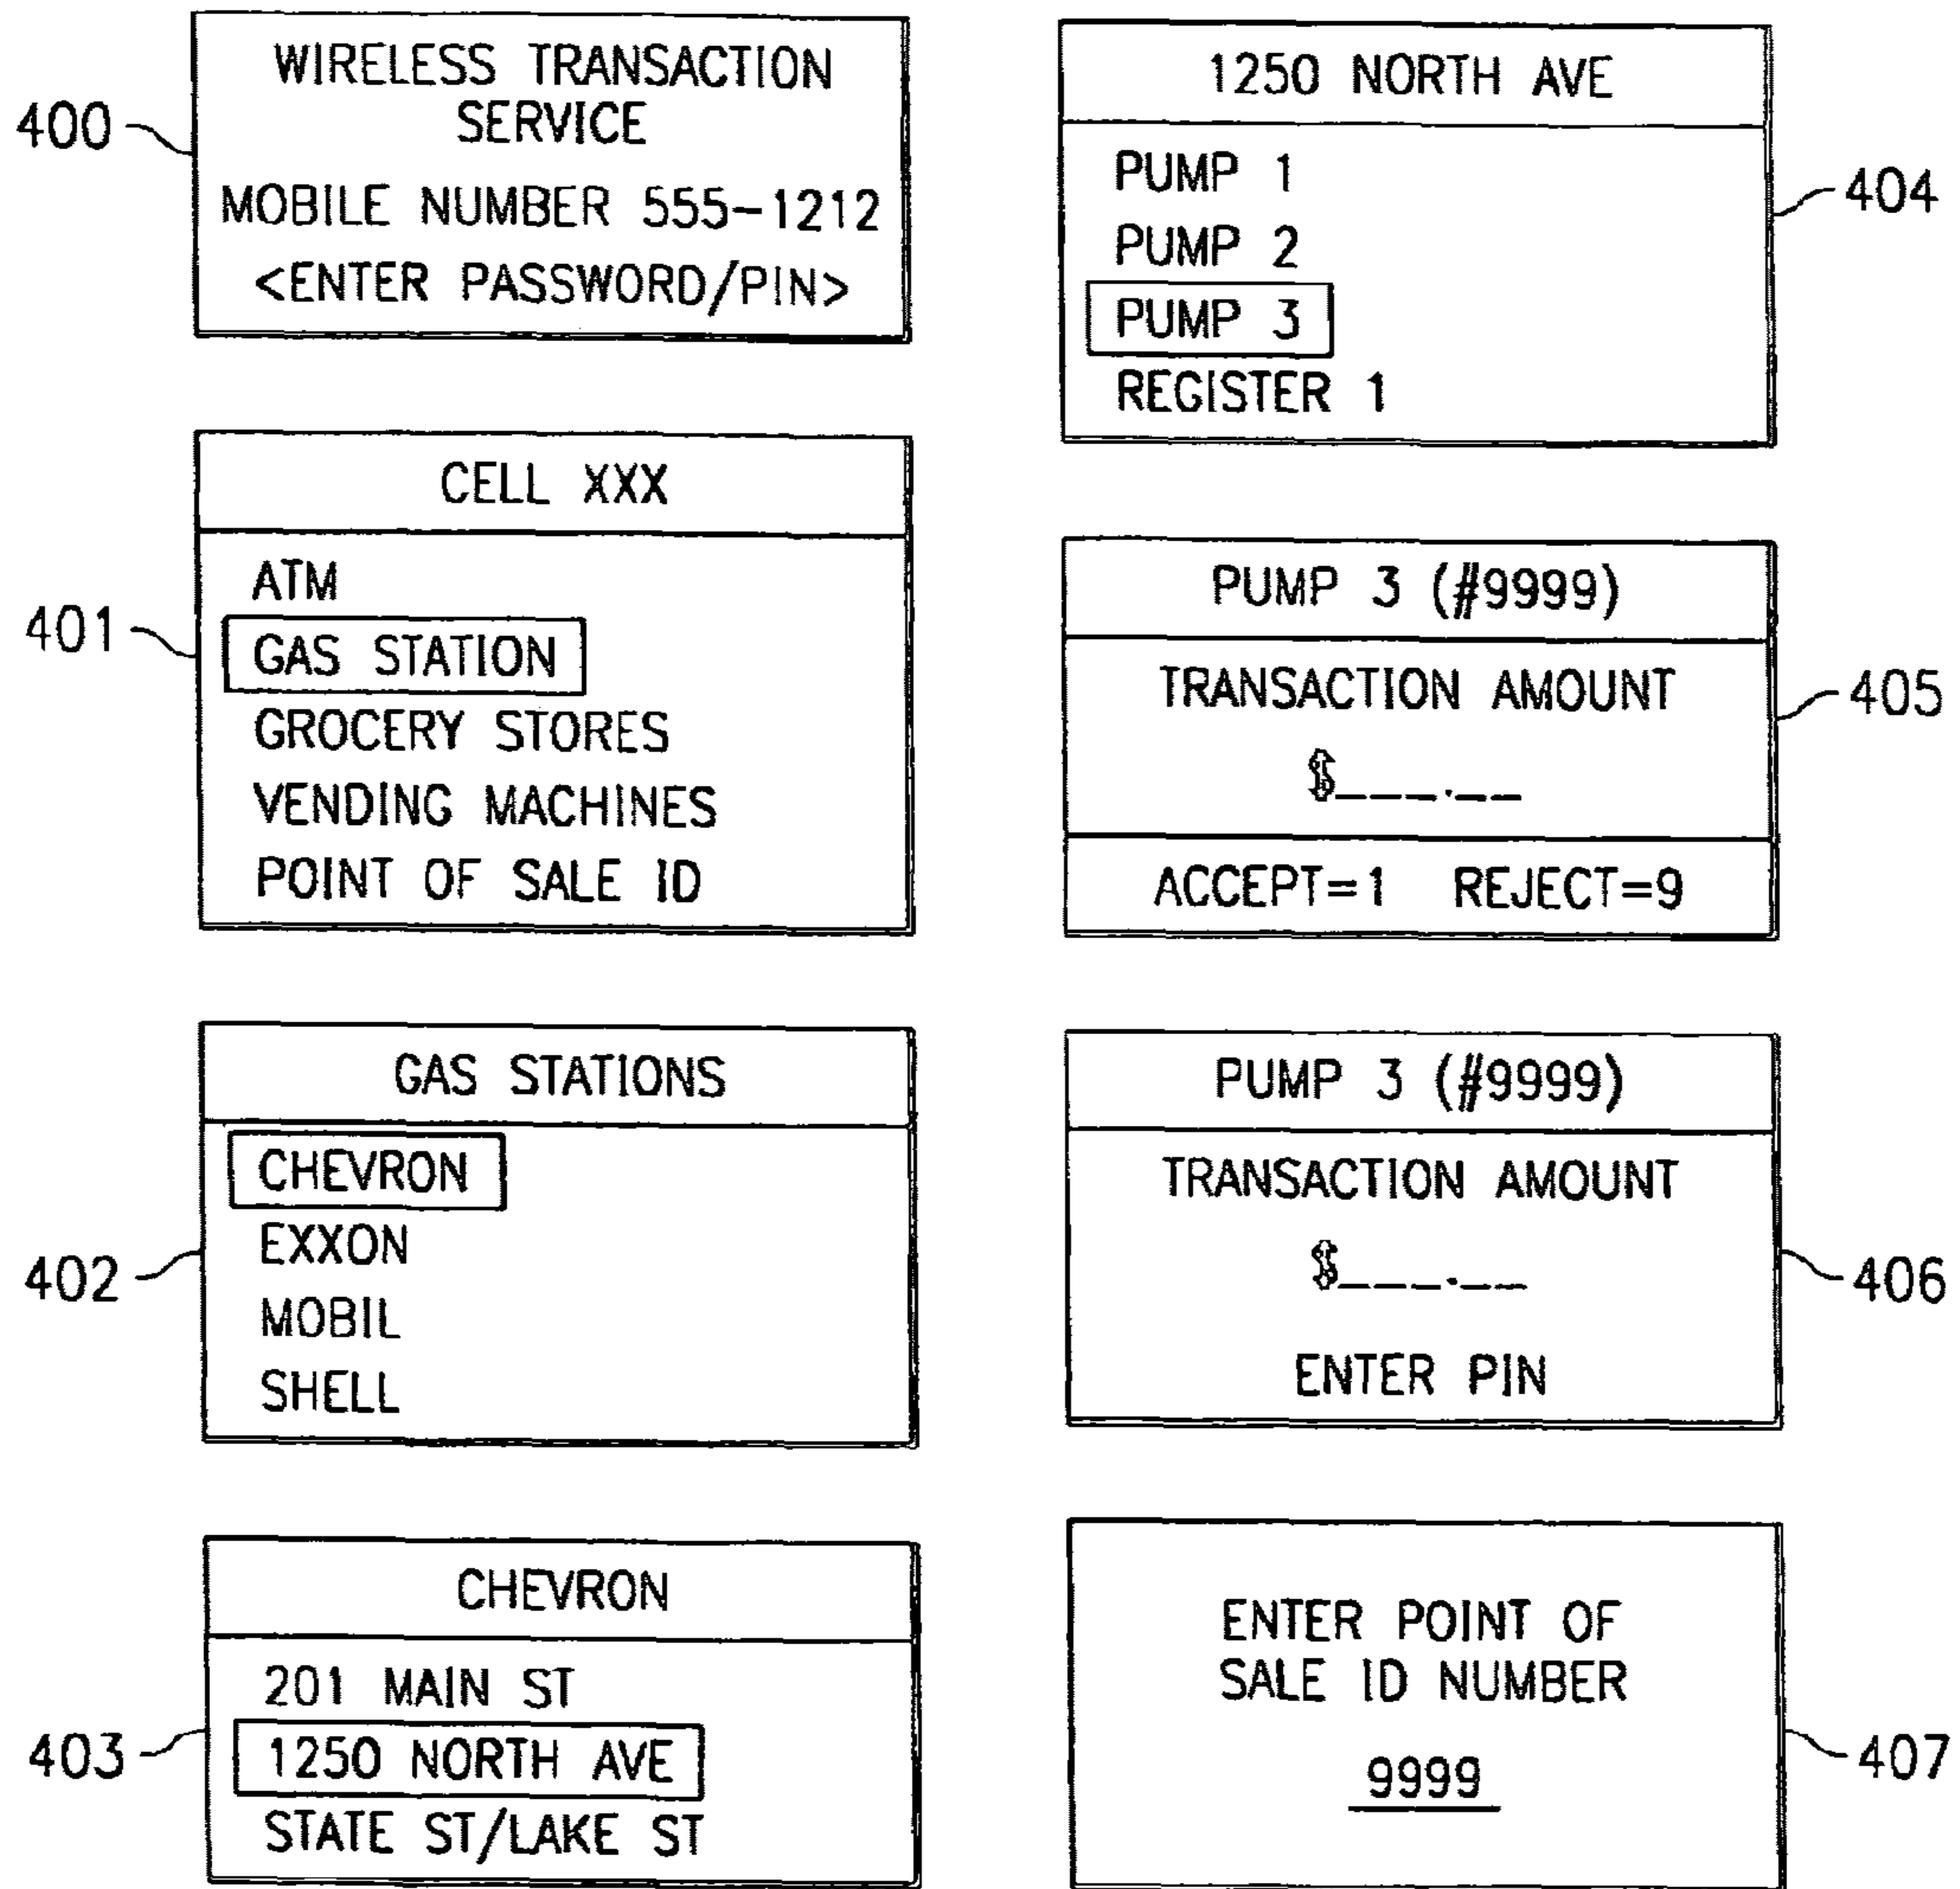 400
WIRELESS TRANSACTION
SERVICE
MOBILE NUMBER 555-1212
<ENTER PASSWORD/PIN>
401
CELL XXX
ATM
GAS STATION
GROCERY STORES
VENDING MACHINES
POINT OF SALE ID
402
GAS STATIONS
CHEVRON
EXXON
MOBIL
SHELL
403
CHEVRON
201 MAIN ST
1250 NORTH AVE
STATE ST/LAKE ST
404
1250 NORTH AVE
PUMP 1
PUMP 2
PUMP 3
REGISTER 1
405
PUMP 3 (#9999)
TRANSACTION AMOUNT
$___.__
ACCEPT=1 REJECT=9
406
PUMP 3 (#9999)
TRANSACTION AMOUNT
$___.__
ENTER PIN
407
ENTER POINT OF
SALE ID NUMBER
9999